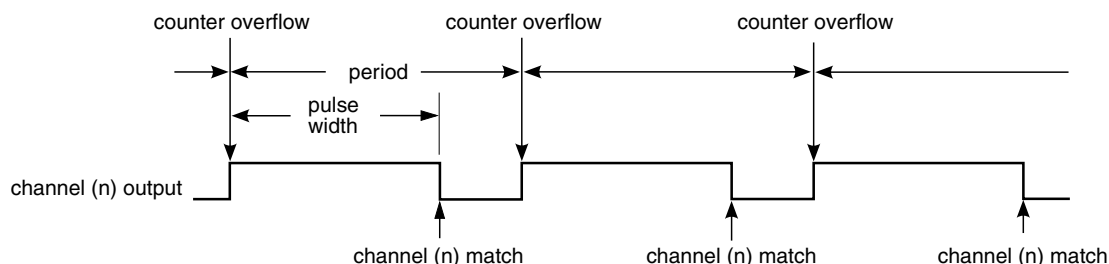 counter overflow
counter overflow
counter overflow
period
pulse
width
channel (n) output
channel (n) match
channel (n) match
channel (n) match